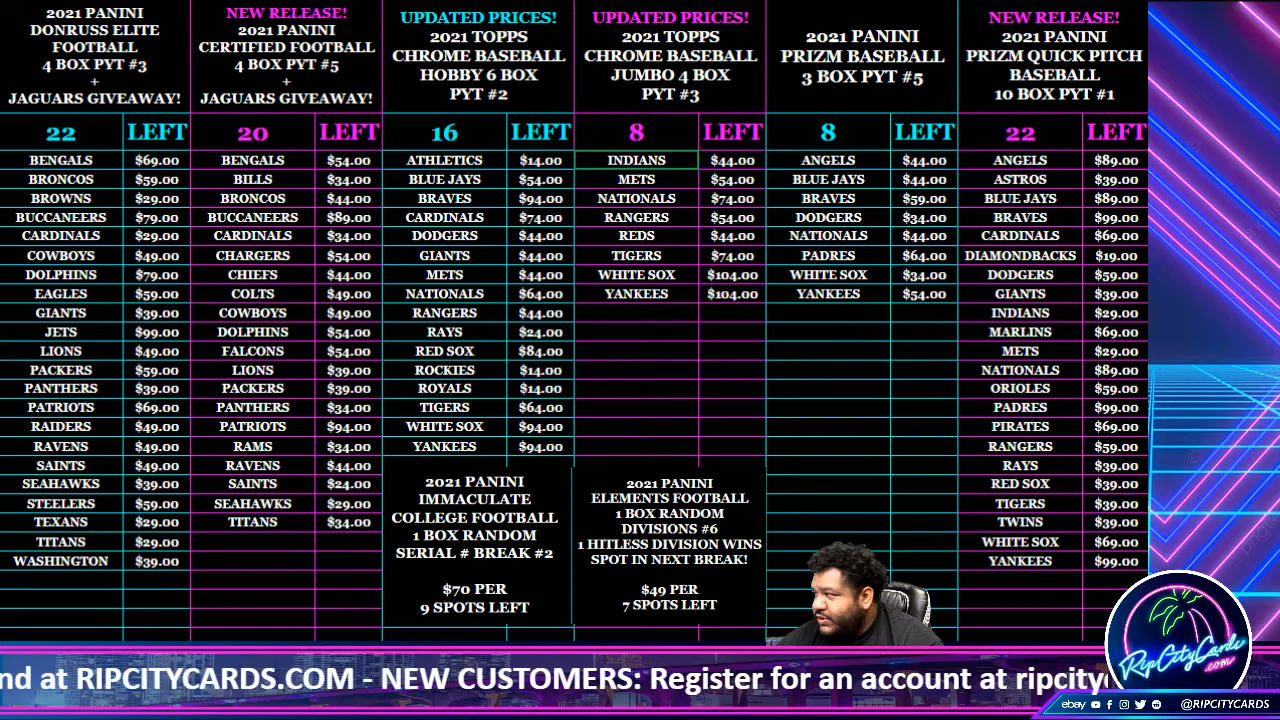 2021 PANINI
DONRUSS ELITE
FOOTBALL
4 BOX PYT #3
+
JAGUARS GIVEAWAY!
22 LEFT
BENGALS $69.00
BRONCOS $59.00
BROWNS $29.00
BUCCANEERS $79.00
CARDINALS $29.00
COWBOYS $49.00
DOLPHINS $79.00
EAGLES $59.00
GIANTS $39.00
JETS $99.00
LIONS $49.00
PACKERS $59.00
PANTHERS $39.00
PATRIOTS $69.00
RAIDERS $49.00
RAVENS $49.00
SAINTS $49.00
SEAHAWKS $39.00
STEELERS $59.00
TEXANS $29.00
TITANS $29.00
WASHINGTON $39.00
NEW RELEASE!
2021 PANINI
CERTIFIED FOOTBALL
4 BOX PYT #5
+
JAGUARS GIVEAWAY!
20 LEFT
BENGALS $54.00
BILLS $34.00
BRONCOS $44.00
BUCCANEERS $89.00
CARDINALS $34.00
CHARGERS $54.00
CHIEFS $44.00
COLTS $49.00
COWBOYS $49.00
DOLPHINS $54.00
FALCONS $54.00
LIONS $39.00
PACKERS $39.00
PANTHERS $34.00
PATRIOTS $94.00
RAMS $34.00
RAVENS $44.00
SAINTS $24.00
SEAHAWKS $29.00
TITANS $34.00
UPDATED PRICES!
2021 TOPPS
CHROME BASEBALL
HOBBY 6 BOX
PYT #2
16 LEFT
ATHLETICS $14.00
BLUE JAYS $54.00
BRAVES $94.00
CARDINALS $74.00
DODGERS $44.00
GIANTS $44.00
METS $44.00
NATIONALS $64.00
RANGERS $44.00
RAYS $24.00
RED SOX $84.00
ROCKIES $14.00
ROYALS $14.00
TIGERS $64.00
WHITE SOX $94.00
YANKEES $94.00
2021 PANINI
IMMACULATE
COLLEGE FOOTBALL
1 BOX RANDOM
SERIAL # BREAK #2
$70 PER
9 SPOTS LEFT
UPDATED PRICES!
2021 TOPPS
CHROME BASEBALL
JUMBO 4 BOX
PYT #3
8 LEFT
INDIANS $44.00
METS $54.00
NATIONALS $74.00
RANGERS $54.00
REDS $44.00
TIGERS $74.00
WHITE SOX $104.00
YANKEES $104.00
2021 PANINI
ELEMENTS FOOTBALL
1 BOX RANDOM
DIVISIONS #6
1 HITLESS DIVISION WINS
SPOT IN NEXT BREAK!
$49 PER
7 SPOTS LEFT
2021 PANINI
PRIZM BASEBALL
3 BOX PYT #5
8 LEFT
ANGELS $44.00
BLUE JAYS $44.00
BRAVES $59.00
DODGERS $34.00
NATIONALS $44.00
PADRES $64.00
WHITE SOX $34.00
YANKEES $54.00
NEW RELEASE!
2021 PANINI
PRIZM QUICK PITCH
BASEBALL
10 BOX PYT #1
22 LEFT
ANGELS $89.00
ASTROS $39.00
BLUE JAYS $89.00
BRAVES $99.00
CARDINALS $69.00
DIAMONDBACKS $19.00
DODGERS $59.00
GIANTS $39.00
INDIANS $29.00
MARLINS $69.00
METS $29.00
NATIONALS $89.00
ORIOLES $59.00
PADRES $99.00
PIRATES $69.00
RANGERS $59.00
RAYS $39.00
RED SOX $39.00
TIGERS $39.00
TWINS $39.00
WHITE SOX $69.00
YANKEES $99.00
nd at RIPCITYCARDS.COM - NEW CUSTOMERS: Register for an account at ripcity
RipCityCards
.com
ebay @RIPCITYCARDS